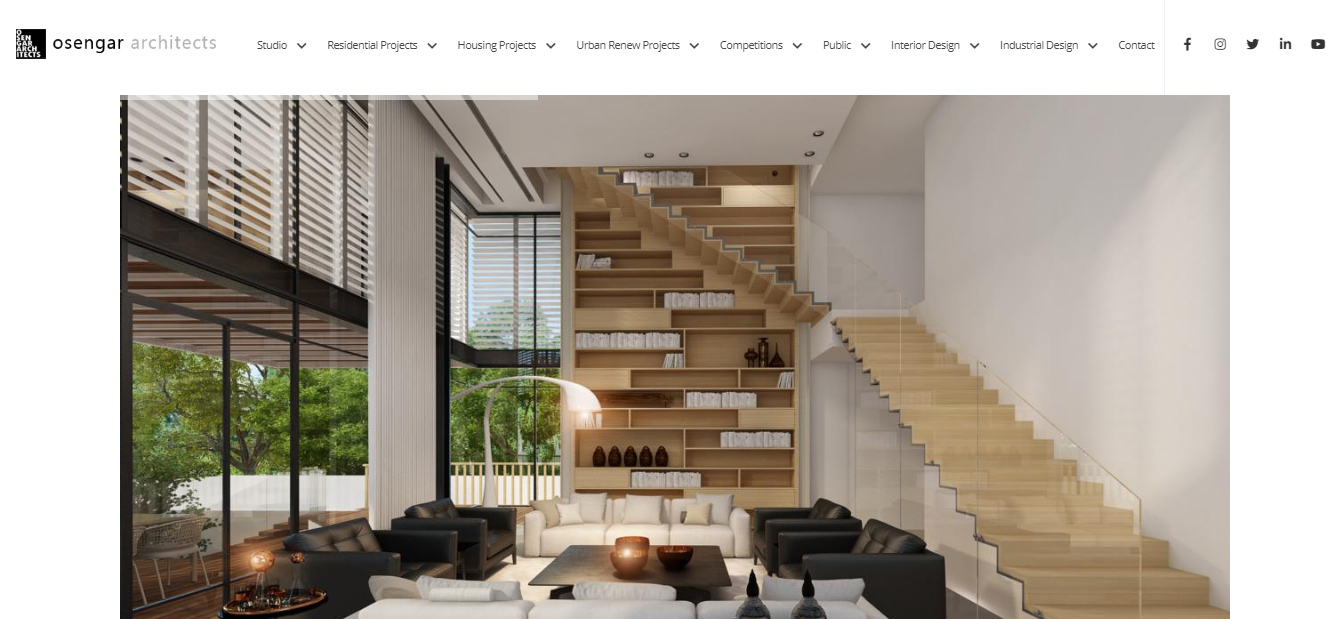 O
SEN
GAR
ARCH
ITECTS
osengar architects
Studio
Residential Projects
Housing Projects
Urban Renew Projects
Competitions
Public
Interior Design
Industrial Design
Contact